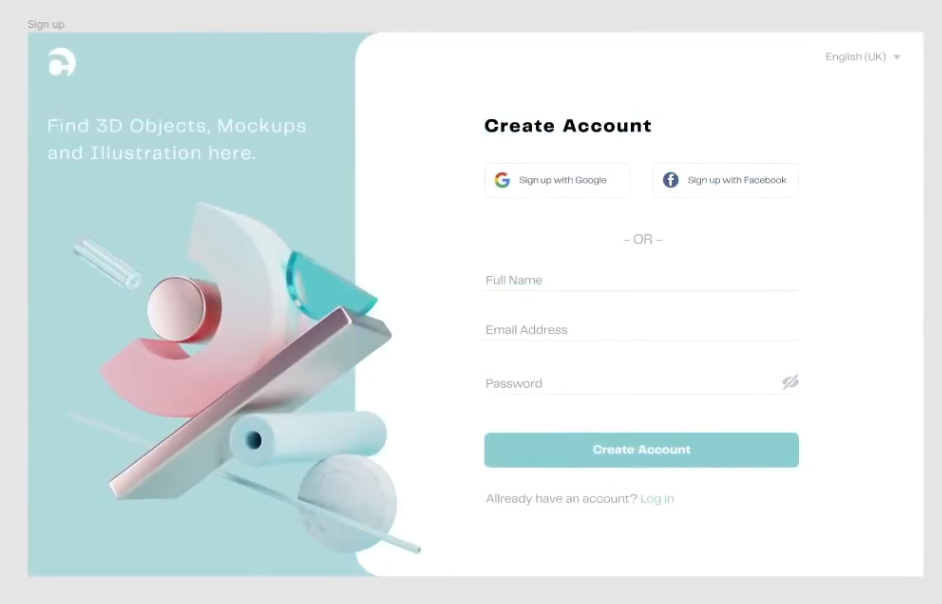 Sign up
English (UK)
Find 3D Objects, Mockups
and Illustration here.
Create Account
Sign up with Google
Sign up with Facebook
- OR -
Full Name
Email Address
Password
Create Account
Allready have an account? Log in